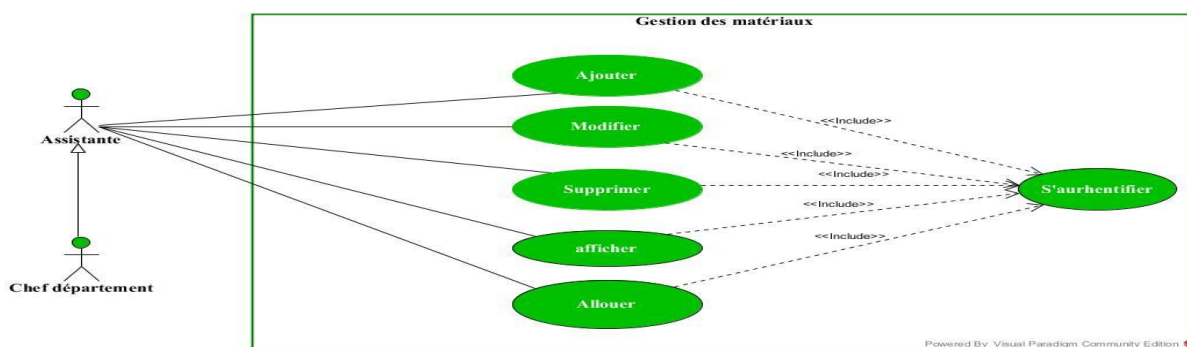 Gestion des matériaux
Ajouter
Assistante
Modifier
<<Include>>
<<Include>>
Supprimer
<<Include>>
S'aurhentifier
<<Include>>
afficher
<<Include>>
Chef département
Allouer
Powered By Visual Paradigm Community Edition